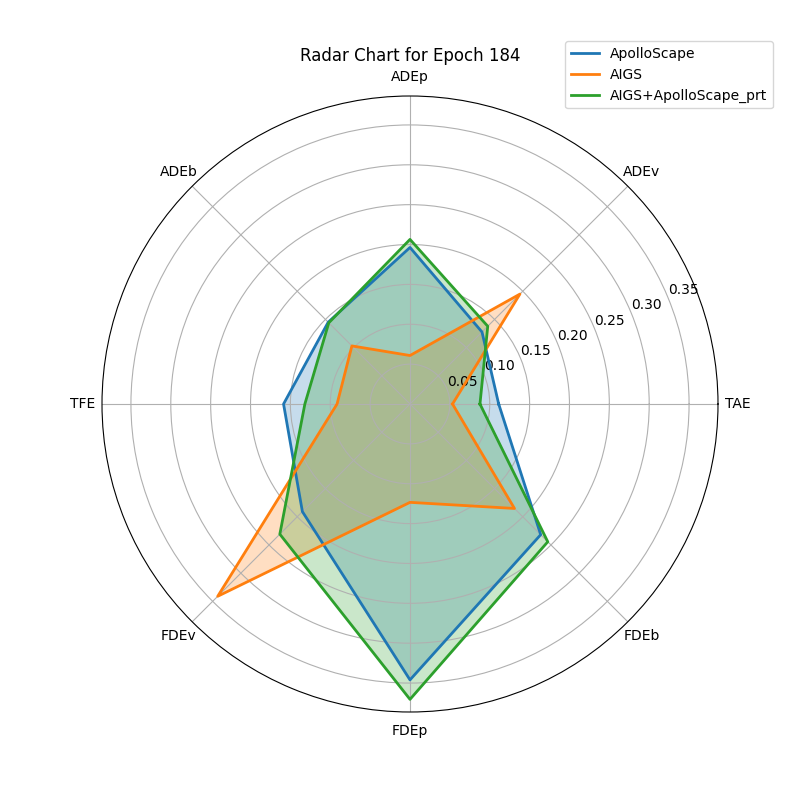 Radar Chart for Epoch 184
ApolloScape
AIGS
AIGS+ApolloScape_prt
ADEp
ADEb
ADEv
0.35
0.30
0.25
0.20
0.15
0.10
0.05
TFE
TAE
FDEv
FDEb
FDEp